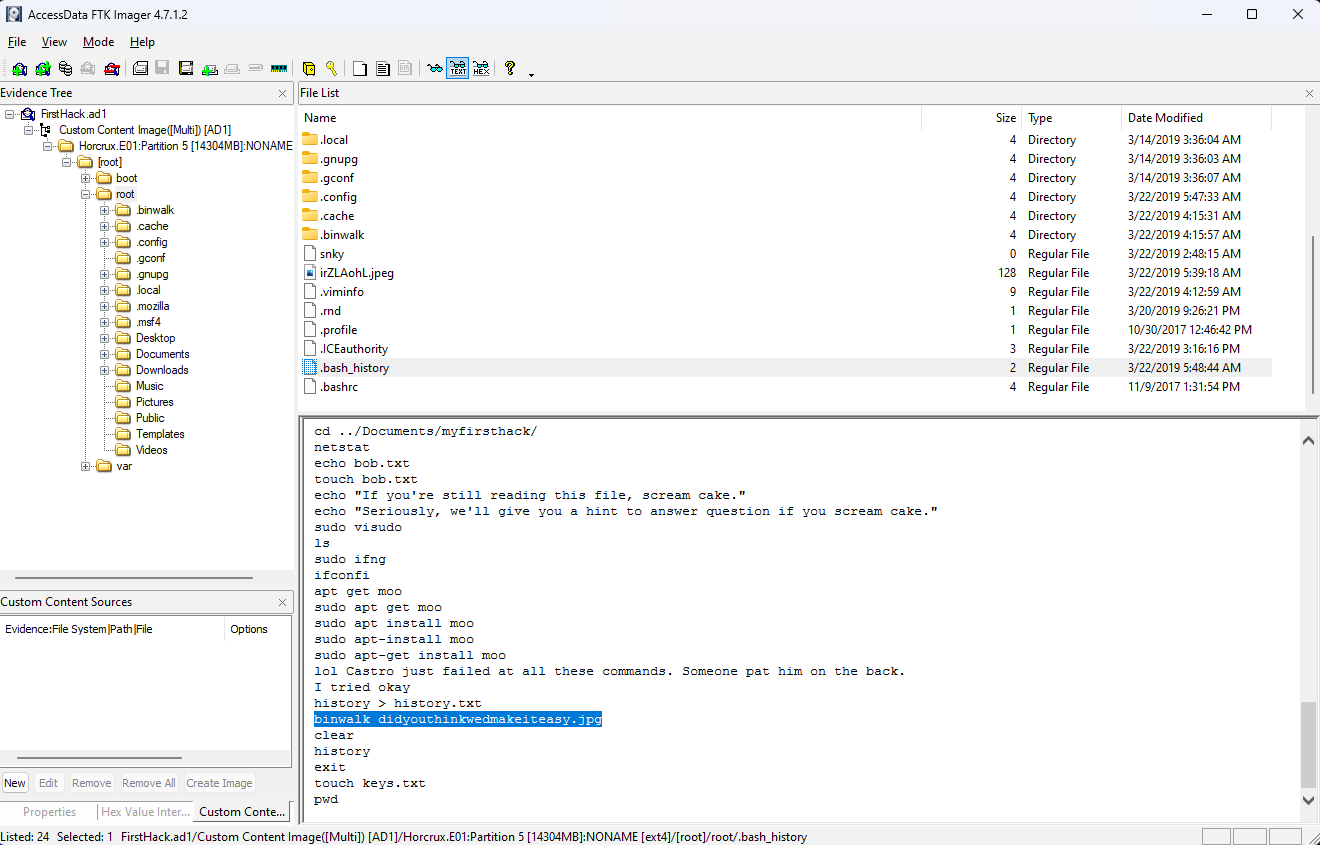 AccessData FTK Imager 4.7.1.2
File View Mode Help
Evidence Tree
FirstHack.ad1
Custom Content Image([Multi]) [AD1]
Horcrux.E01:Partition 5 [14304MB]:NONAME
[root]
boot
root
.binwalk
.cache
.config
.gconf
.gnupg
.local
.mozilla
.msf4
Desktop
Documents
Downloads
Music
Pictures
Public
Templates
Videos
var
Custom Content Sources
Evidence:File System|Path|File Options
New Edit Remove Remove All Create Image
Properties Hex Value Inter... Custom Conte...
File List
Name Size Type Date Modified
.local 4 Directory 3/14/2019 3:36:04 AM
.gnupg 4 Directory 3/14/2019 3:36:03 AM
.gconf 4 Directory 3/14/2019 3:36:07 AM
.config 4 Directory 3/22/2019 5:47:33 AM
.cache 4 Directory 3/22/2019 4:15:31 AM
.binwalk 4 Directory 3/22/2019 4:15:57 AM
snky 0 Regular File 3/22/2019 2:48:15 AM
irZLAohL.jpeg 128 Regular File 3/22/2019 5:39:18 AM
.viminfo 9 Regular File 3/22/2019 4:12:59 AM
.rnd 1 Regular File 3/20/2019 9:26:21 PM
.profile 1 Regular File 10/30/2017 12:46:42 PM
.ICEauthority 3 Regular File 3/22/2019 3:16:16 PM
.bash_history 2 Regular File 3/22/2019 5:48:44 AM
.bashrc 4 Regular File 11/9/2017 1:31:54 PM
cd ../Documents/myfirsthack/
netstat
echo bob.txt
touch bob.txt
echo "If you're still reading this file, scream cake."
echo "Seriously, we'll give you a hint to answer question if you scream cake."
sudo visudo
ls
sudo ifng
ifconfi
apt get moo
sudo apt get moo
sudo apt install moo
sudo apt-install moo
sudo apt-get install moo
lol Castro just failed at all these commands. Someone pat him on the back.
I tried okay
history > history.txt
binwalk didyouthinkwedmakeiteasy.jpg
clear
history
exit
touch keys.txt
pwd
Listed: 24 Selected: 1 FirstHack.ad1/Custom Content Image([Multi]) [AD1]/Horcrux.E01:Partition 5 [14304MB]:NONAME [ext4]/[root]/root/.bash_history